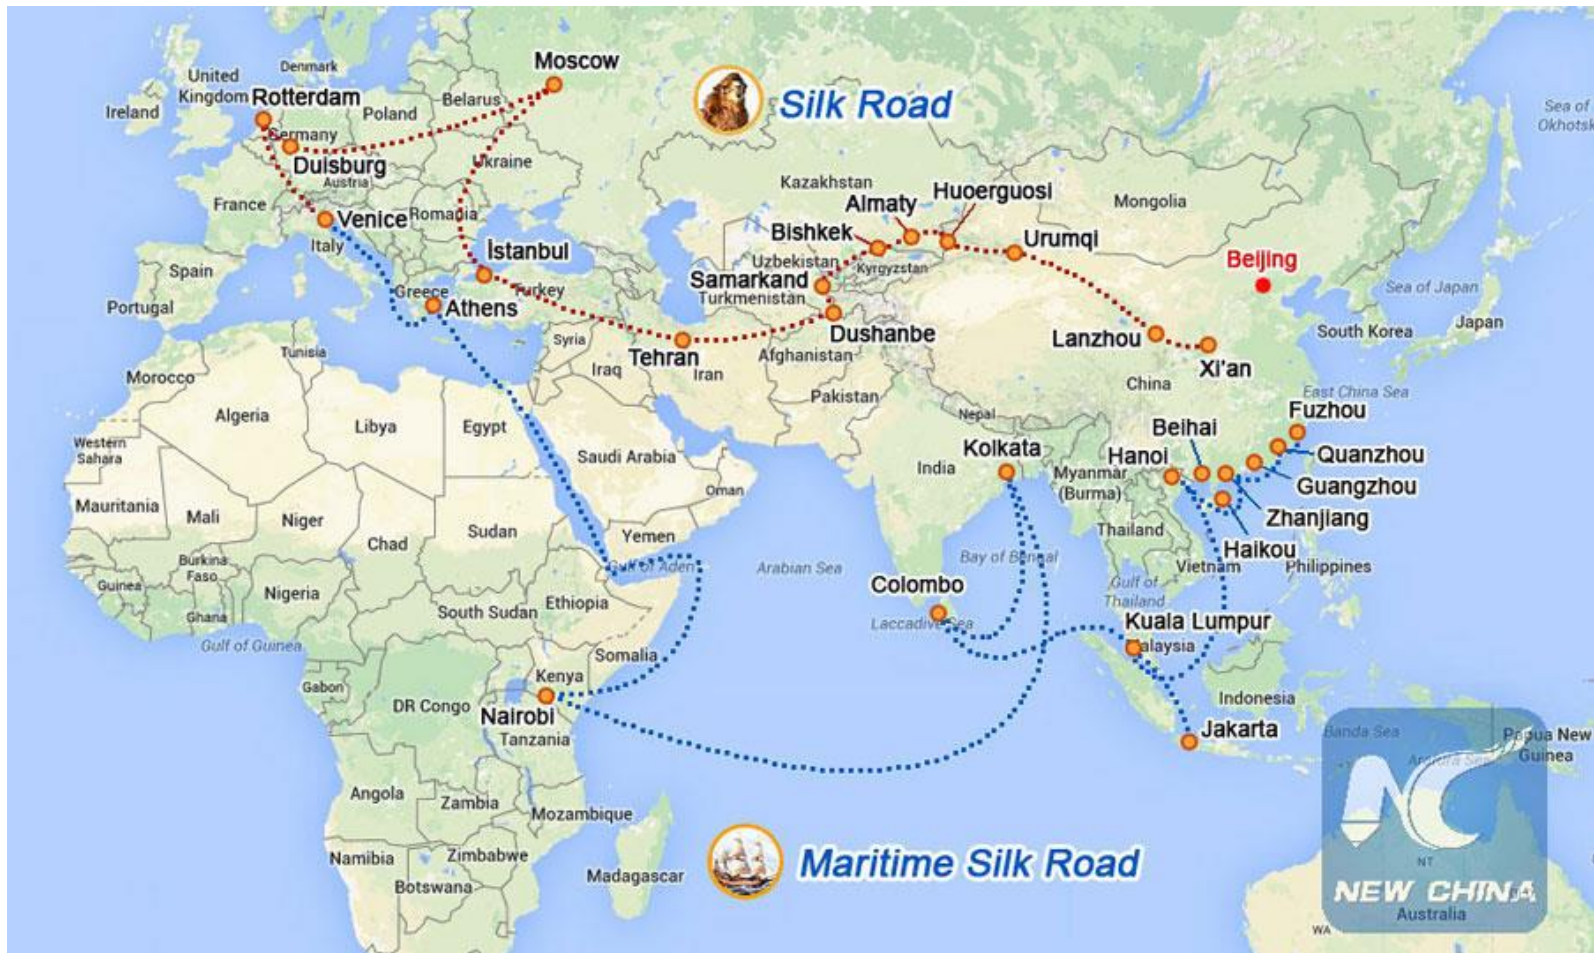 Moscow
Silk Road
Sea of
Okhotsk
United
Kingdom
Denmark
Ireland
Rotterdam
Poland
Belarus
Germany
Duisburg
Ukraine
Austria
France
Venice
Romania
Italy
Kazakhstan
Huoerguosi
Mongolia
Almaty
Bishkek
Urumqi
İstanbul
Uzbekistan
Kyrgyzstan
Beijing
Spain
Samarkand
Turkmenistan
Greece
Turkey
Sea of Japan
Portugal
Athens
Japan
South Korea
Dushanbe
Lanzhou
Syria
Tehran
Afghanistan
Tunisia
Iraq
Iran
Xi'an
Morocco
China
Pakistan
East China Sea
Algeria
Libya
Egypt
Nepal
Fuzhou
Beihai
Western
Sahara
Saudi Arabia
Kolkata
Hanoi
Quanzhou
India
Myanmar
(Burma)
Oman
Guangzhou
Mauritania
Mali
Niger
Chad
Sudan
Yemen
Thailand
Zhanjiang
Haikou
Burkina
Faso
Gulf of Aden
Arabian Sea
Bay of Bengal
Vietnam
Philippines
Guinea
Nigeria
Ethiopia
Colombo
Gulf of
Thailand
Ghana
South Sudan
Laccadive Sea
Kuala Lumpur
Malaysia
Gulf of Guinea
Somalia
Kenya
Gabon
DR Congo
Indonesia
Nairobi
Tanzania
Jakarta
Banda Sea
Papua New
Guinea
Arafura Sea
Angola
Zambia
Mozambique
Namibia
Zimbabwe
Botswana
Madagascar
Maritime Silk Road
NC
NT
NEW CHINA
Australia
WA